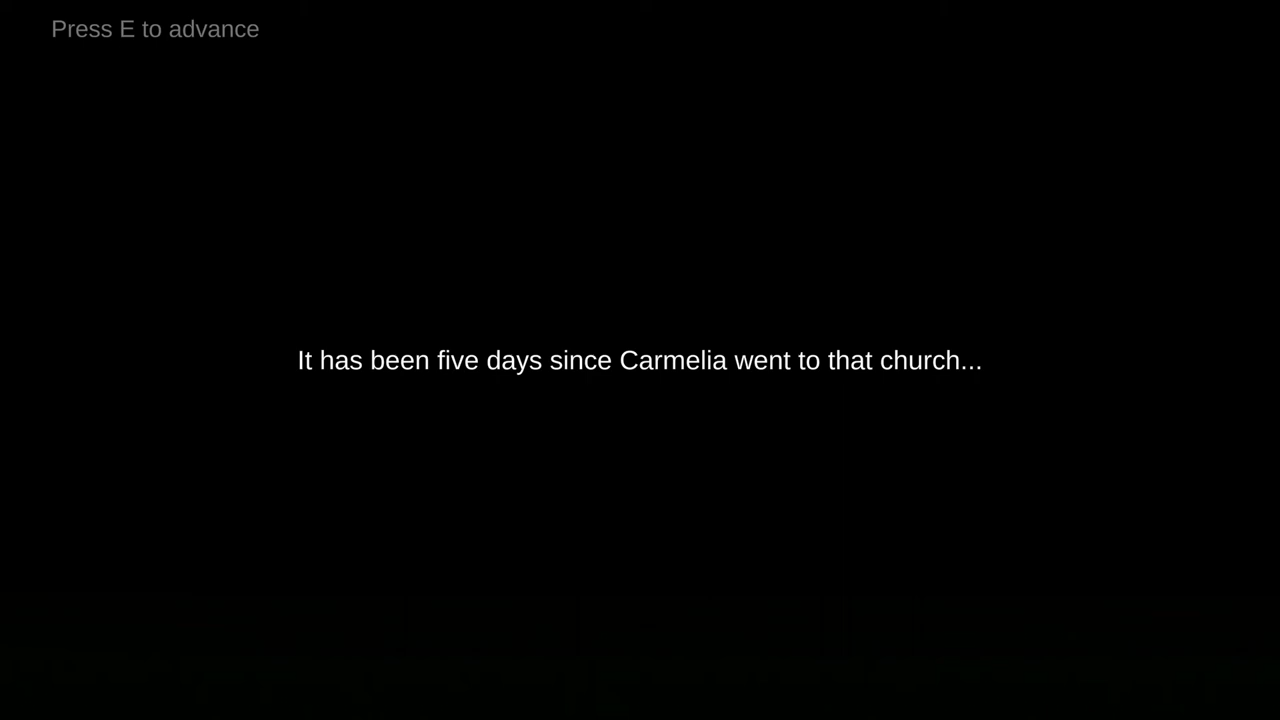 Press E to advance
It has been five days since Carmelia went to that church...